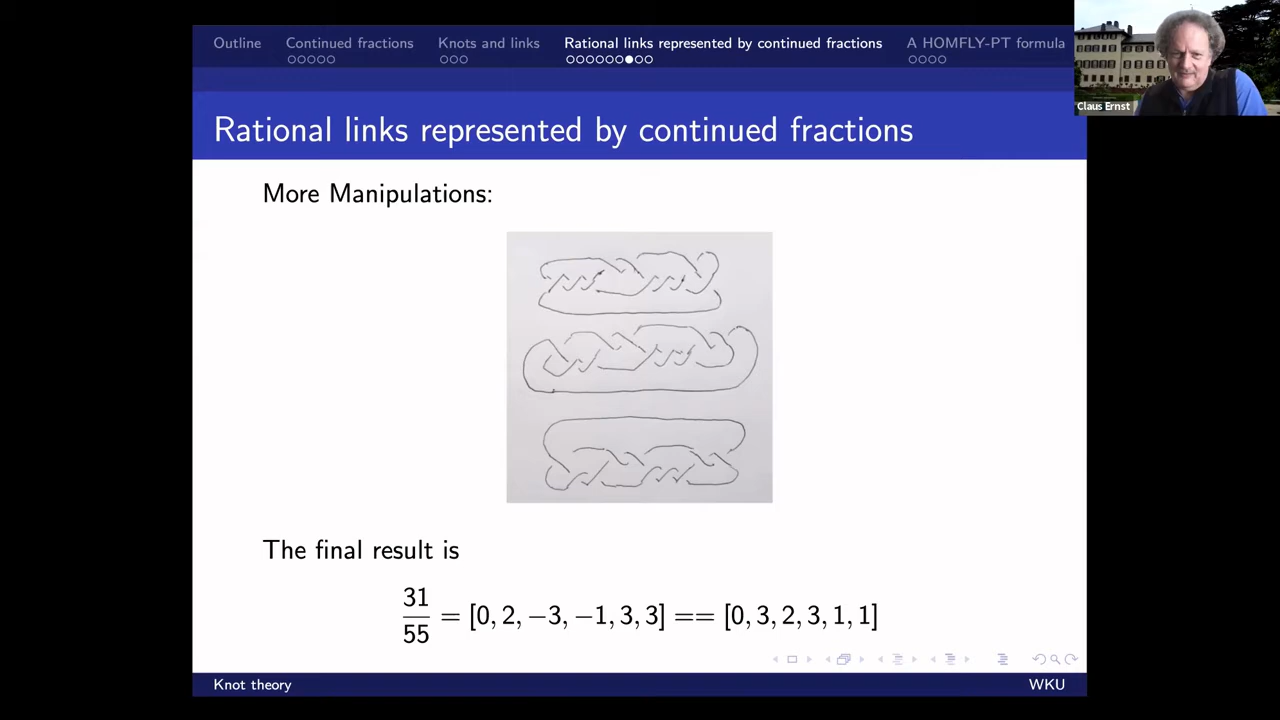 Outline Continued fractions Knots and links Rational links represented by continued fractions A HOMFLY-PT formula
Claus Ernst
Rational links represented by continued fractions
More Manipulations:
The final result is
31/55 = [0, 2, −3, −1, 3, 3] == [0, 3, 2, 3, 1, 1]
Knot theory WKU